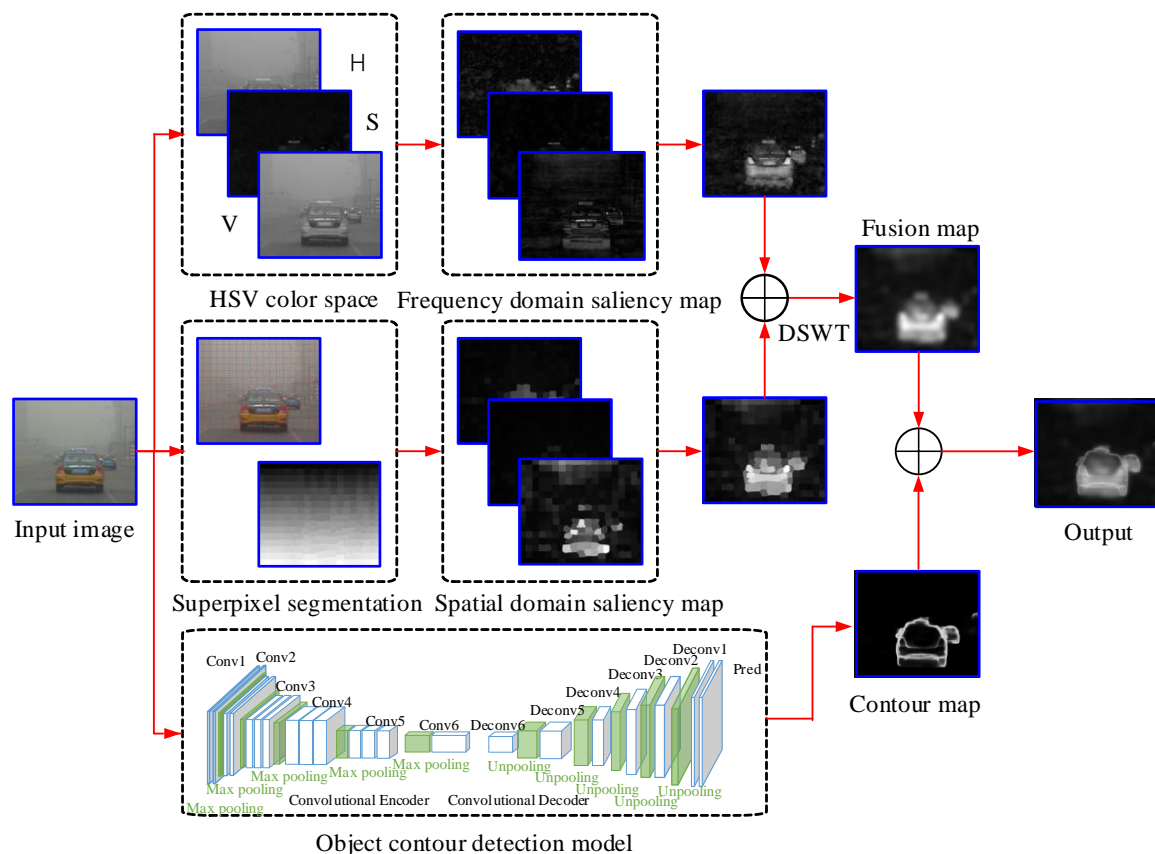 H
S
V
HSV color space
Frequency domain saliency map
Fusion map
DSWT
Input image
Superpixel segmentation
Spatial domain saliency map
Output
Contour map
Conv1
Conv2
Conv3
Conv4
Conv5
Conv6
Deconv6
Deconv5
Deconv4
Deconv3
Deconv2
Deconv1
Pred
Max pooling
Max pooling
Max pooling
Max pooling
Max pooling
Unpooling
Unpooling
Unpooling
Unpooling
Unpooling
Convolutional Encoder
Convolutional Decoder
Object contour detection model